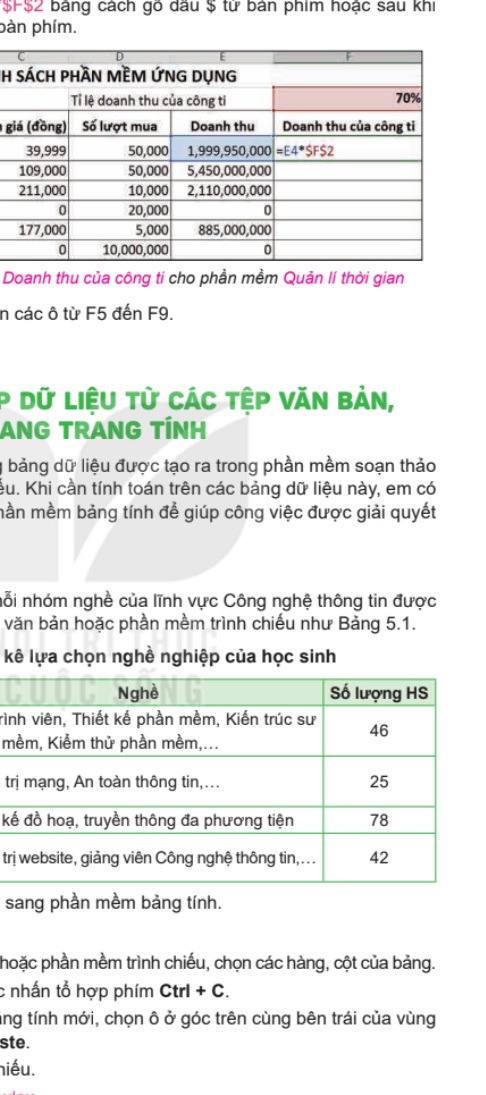 $F$2 bằng cách gõ dấu $ từ bàn phím hoặc sau khi
bàn phím.
C D E F
H SÁCH PHẦN MỀM ỨNG DỤNG
Tỉ lệ doanh thu của công ti 70%
giá (đồng) Số lượt mua Doanh thu Doanh thu của công ti
39,999 50,000 1,999,950,000 =E4*$F$2
109,000 50,000 5,450,000,000
211,000 10,000 2,110,000,000
0 20,000 0
177,000 5,000 885,000,000
0 10,000,000 0
Doanh thu của công ti cho phần mềm Quản lí thời gian
n các ô từ F5 đến F9.
P DỮ LIỆU TỪ CÁC TỆP VĂN BẢN,
ANG TRANG TÍNH
g bảng dữ liệu được tạo ra trong phần mềm soạn thảo
ếu. Khi cần tính toán trên các bảng dữ liệu này, em có
hần mềm bảng tính để giúp công việc được giải quyết
nỗi nhóm nghề của lĩnh vực Công nghệ thông tin được
văn bản hoặc phần mềm trình chiếu như Bảng 5.1.
NỐI TRI THỨC
kê lựa chọn nghề nghiệp của học sinh
CUỘC SỐNG
Nghề Số lượng HS
rình viên, Thiết kế phần mềm, Kiến trúc sư
mềm, Kiểm thử phần mềm,... 46
trị mạng, An toàn thông tin,... 25
kế đồ hoạ, truyền thông đa phương tiện 78
trị website, giảng viên Công nghệ thông tin,... 42
sang phần mềm bảng tính.
hoặc phần mềm trình chiếu, chọn các hàng, cột của bảng.
c nhấn tổ hợp phím Ctrl + C.
ang tính mới, chọn ô ở góc trên cùng bên trái của vùng
ste.
hiếu.